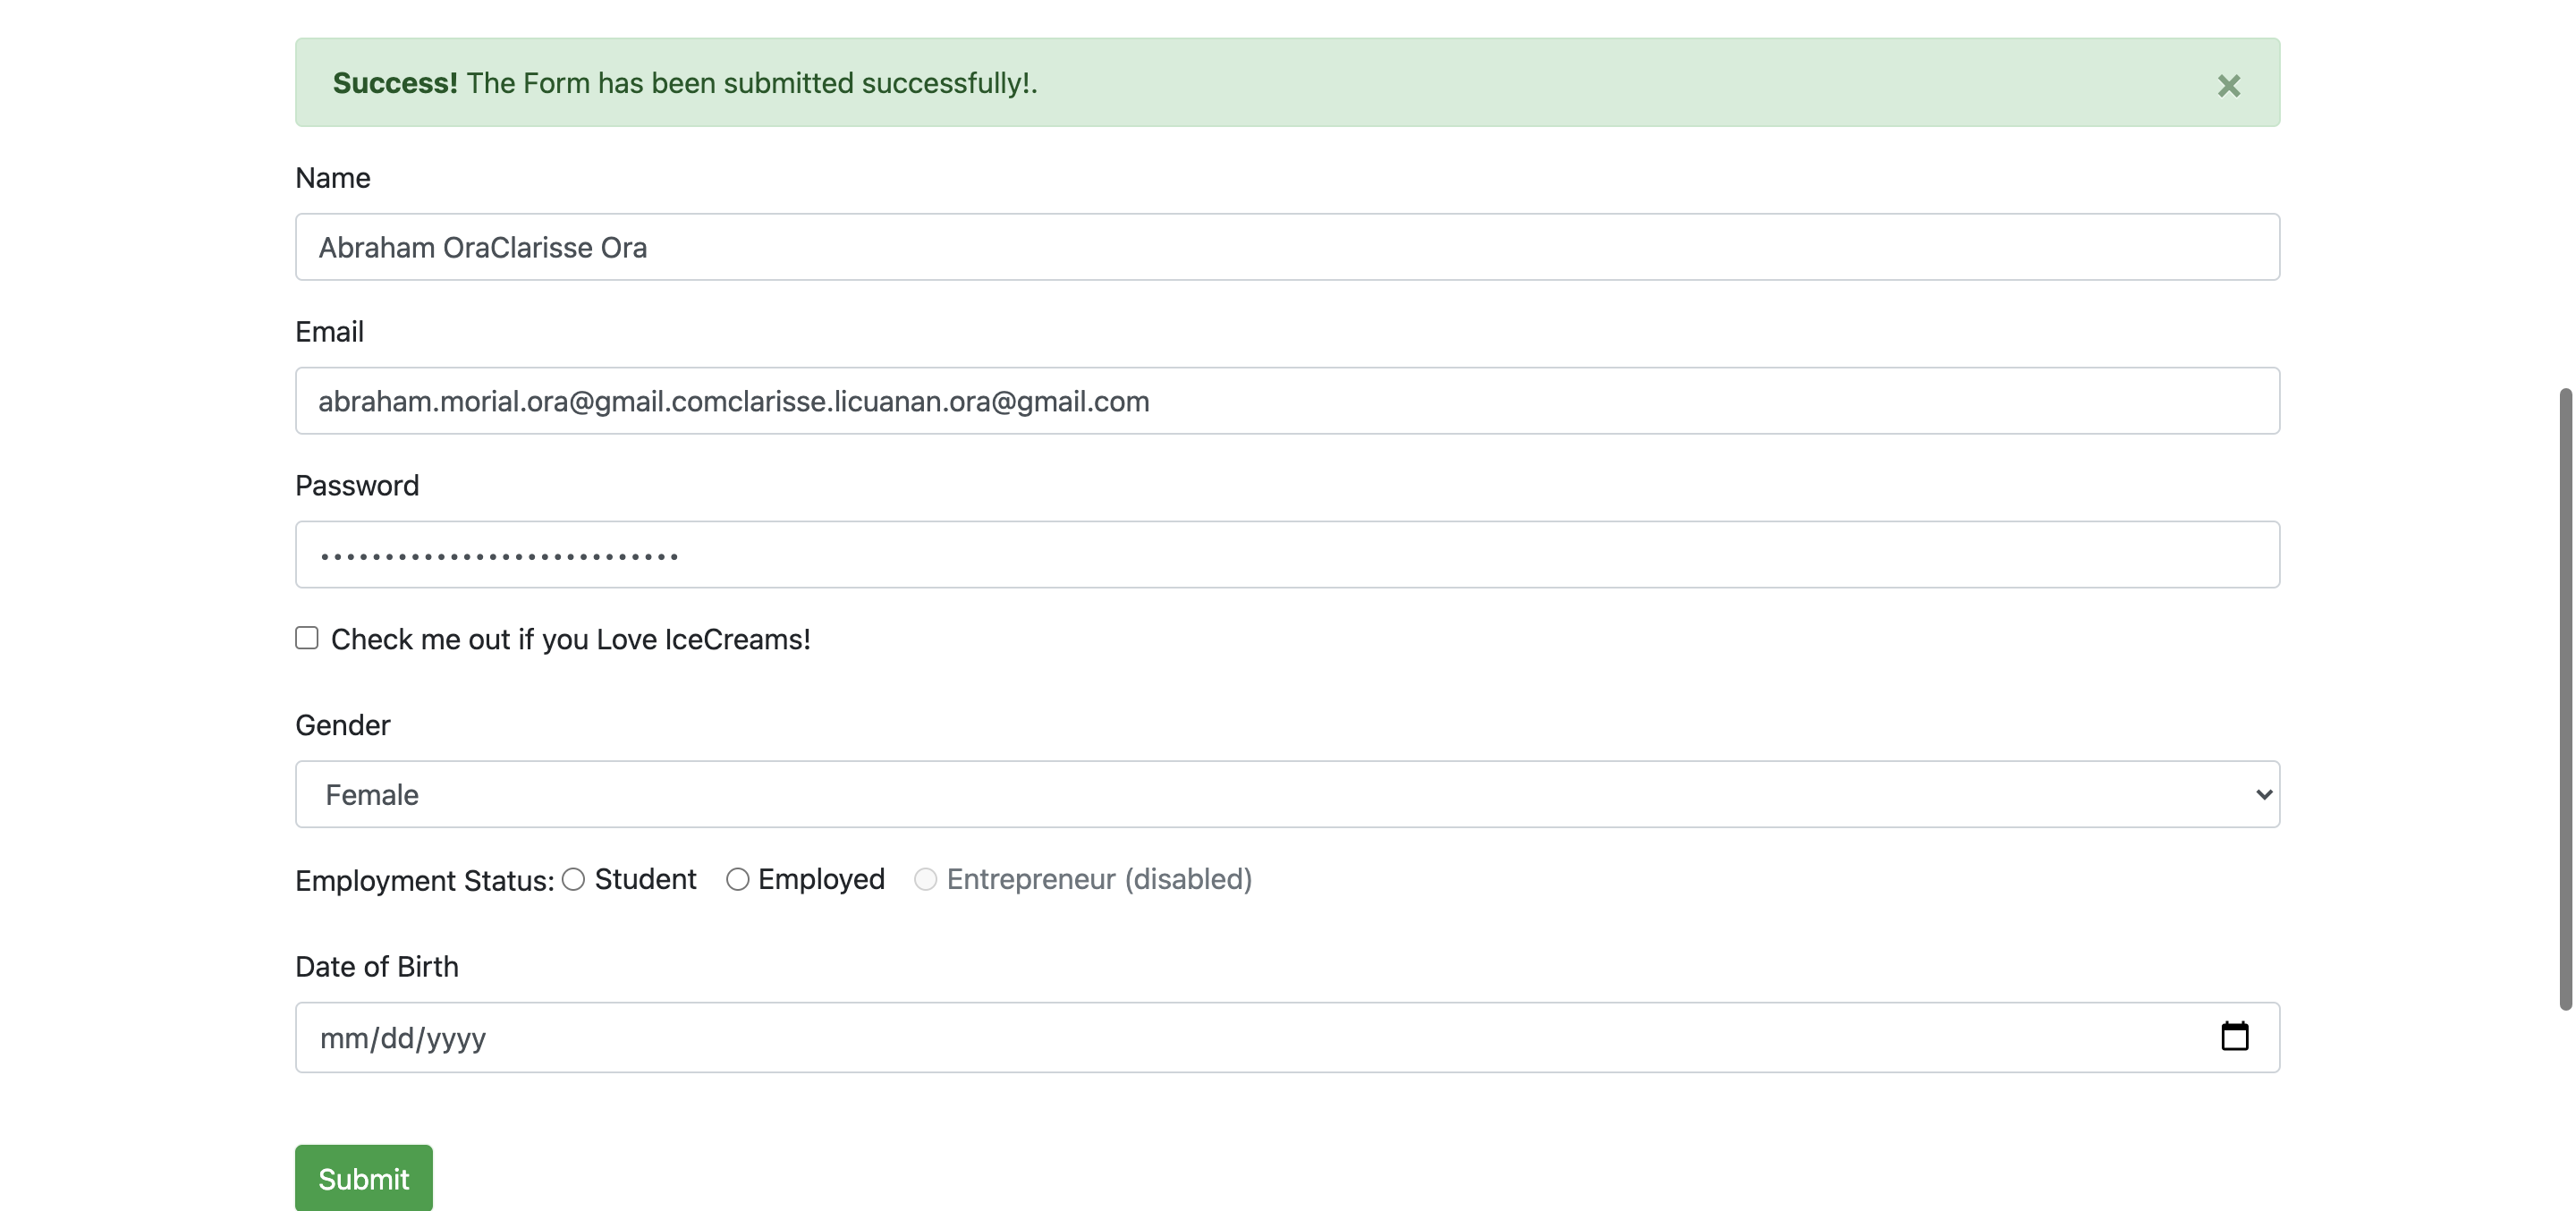 Success! The Form has been submitted successfully!.
×
Name
Abraham OraClarisse Ora
Email
abraham.morial.ora@gmail.comclarisse.licuanan.ora@gmail.com
Password
••••••••••••••••••••••••••••
Check me out if you Love IceCreams!
Gender
Female
Employment Status: Student Employed Entrepreneur (disabled)
Date of Birth
mm/dd/yyyy
Submit